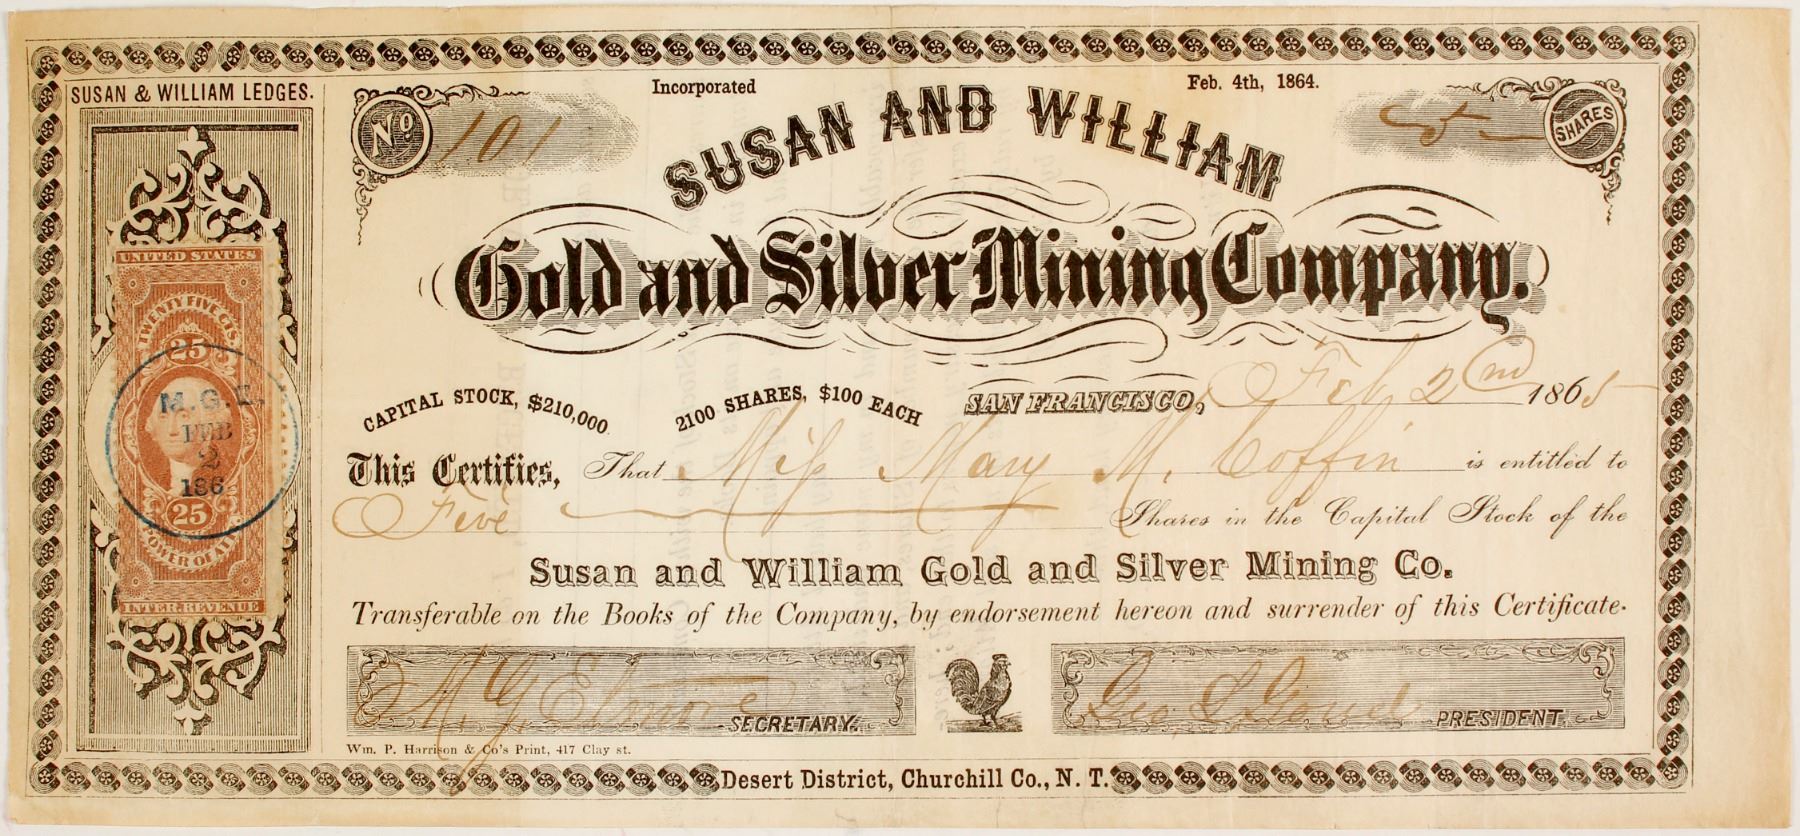 SUSAN & WILLIAM LEDGES.
Incorporated Feb. 4th, 1864.
No 101
5 SHARES
SUSAN AND WILLIAM
Gold and Silver Mining Company.
CAPITAL STOCK, $210,000. 2100 SHARES, $100 EACH SAN FRANCISCO, Feb 2nd 1865
This Certifies, That Miss Mary M. Coffin is entitled to
Five Shares in the Capital Stock of the
Susan and William Gold and Silver Mining Co.
Transferable on the Books of the Company, by endorsement hereon and surrender of this Certificate.
M. G. Elmore SECRETARY.
Geo. PRESIDENT.
Wm. P. Harrison & Co's Print, 417 Clay st.
Desert District, Churchill Co., N. T.
UNITED STATES
TWENTY FIVE CTS.
25
M. G. E.
FEB
2
186
25
POWER OF ATT'Y
INTER. REVENUE